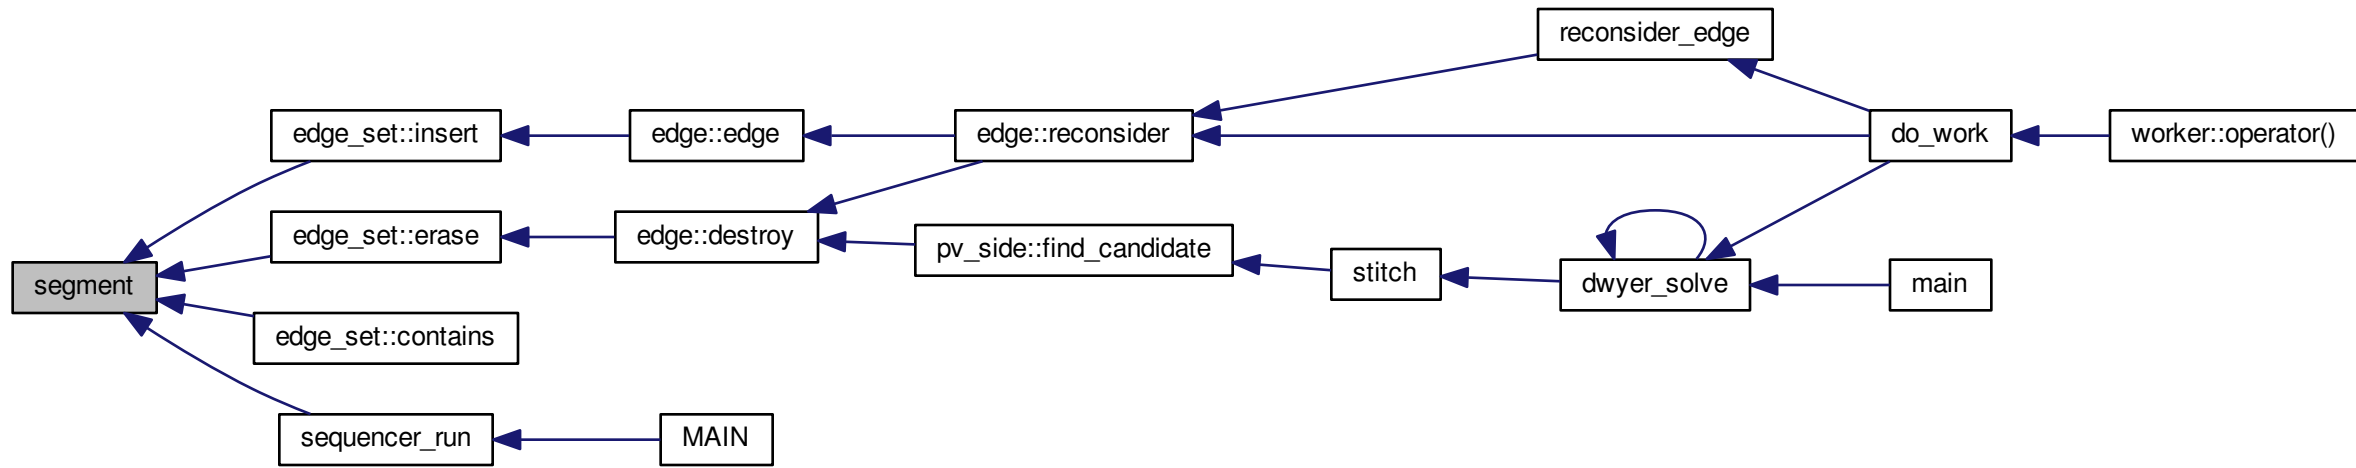 reconsider_edge
edge_set::insert
edge::edge
edge::reconsider
do_work
worker::operator()
edge_set::erase
edge::destroy
pv_side::find_candidate
stitch
segment
dwyer_solve
main
edge_set::contains
sequencer_run
MAIN